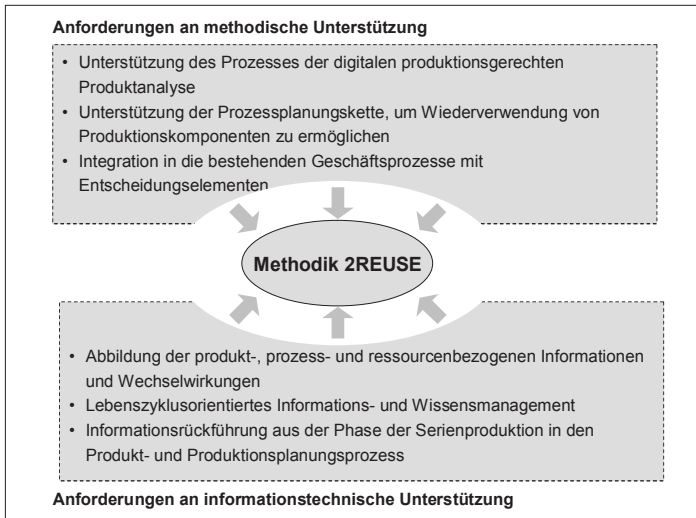 Anforderungen an methodische Unterstützung
• Unterstützung des Prozesses der digitalen produktionsgerechten
Produktanalyse
• Unterstützung der Prozessplanungskette, um Wiederverwendung von
Produktionskomponenten zu ermöglichen
• Integration in die bestehenden Geschäftsprozesse mit
Entscheidungselementen
Methodik 2REUSE
• Abbildung der produkt-, prozess- und ressourcenbezogenen Informationen
und Wechselwirkungen
• Lebenszyklusorientiertes Informations- und Wissensmanagement
• Informationsrückführung aus der Phase der Serienproduktion in den
Produkt- und Produktionsplanungsprozess
Anforderungen an informationstechnische Unterstützung